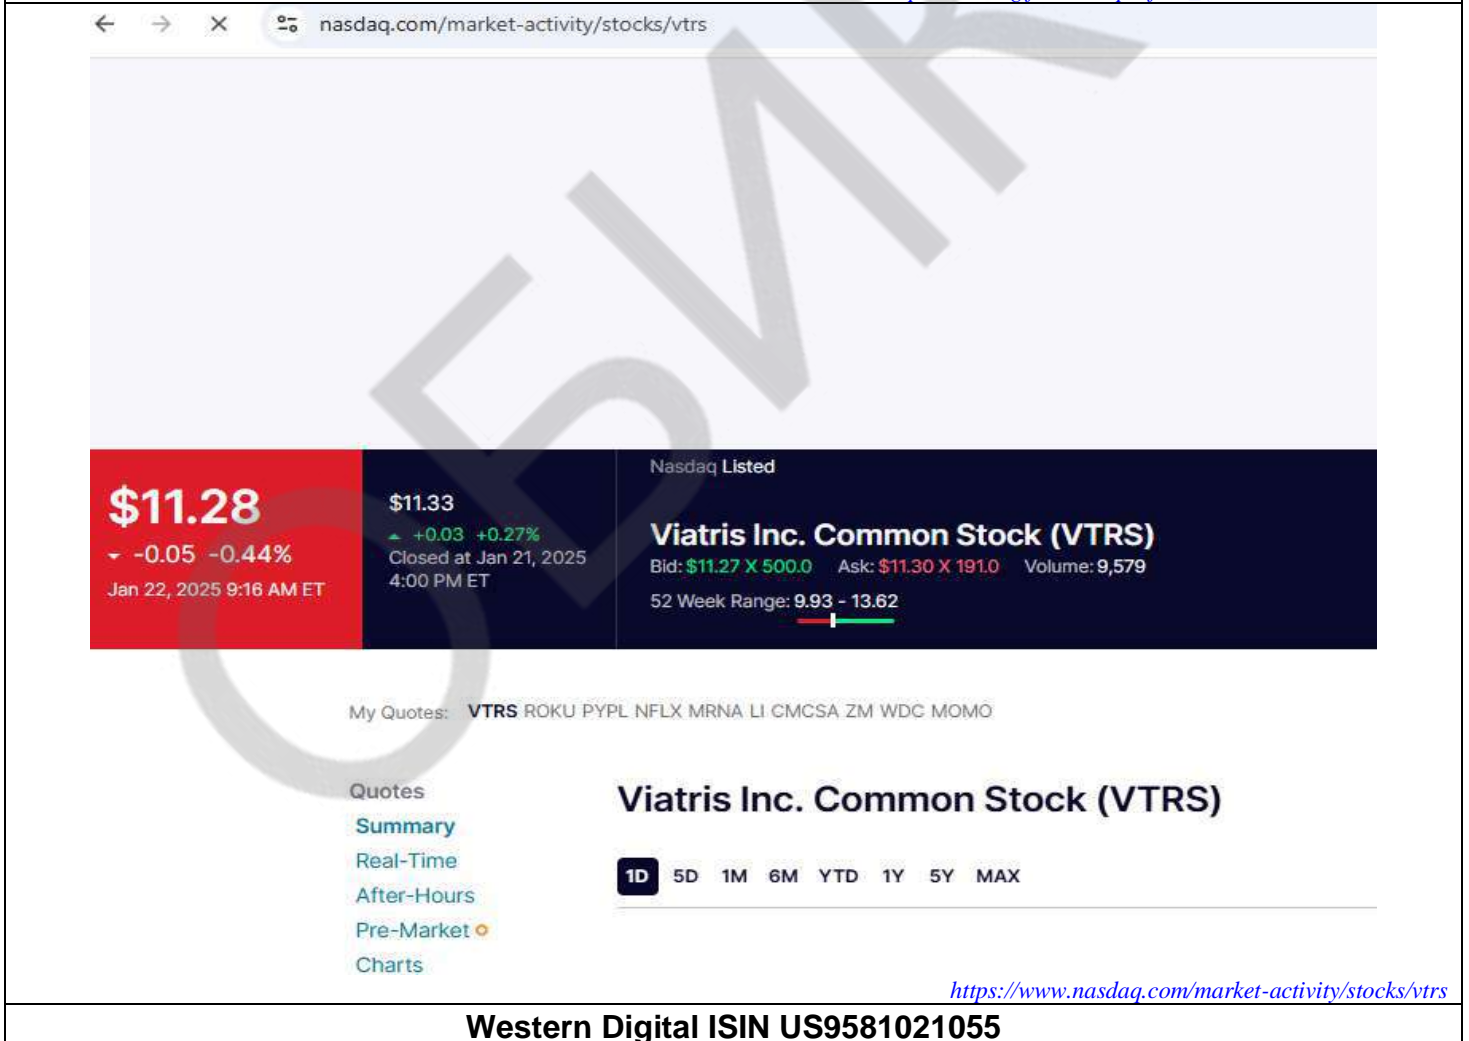 nasdaq.com/market-activity/stocks/vtrs
ОБИК
Nasdaq Listed
$11.28
-0.05 -0.44%
Jan 22, 2025 9:16 AM ET
$11.33
+0.03 +0.27%
Closed at Jan 21, 2025
4:00 PM ET
Viatris Inc. Common Stock (VTRS)
Bid: $11.27 X 500.0 Ask: $11.30 X 191.0 Volume: 9,579
52 Week Range: 9.93 - 13.62
My Quotes: VTRS ROKU PYPL NFLX MRNA LI CMCSA ZM WDC MOMO
Quotes
Summary
Real-Time
After-Hours
Pre-Market
Charts
Viatris Inc. Common Stock (VTRS)
1D 5D 1M 6M YTD 1Y 5Y MAX
https://www.nasdaq.com/market-activity/stocks/vtrs
Western Digital ISIN US9581021055